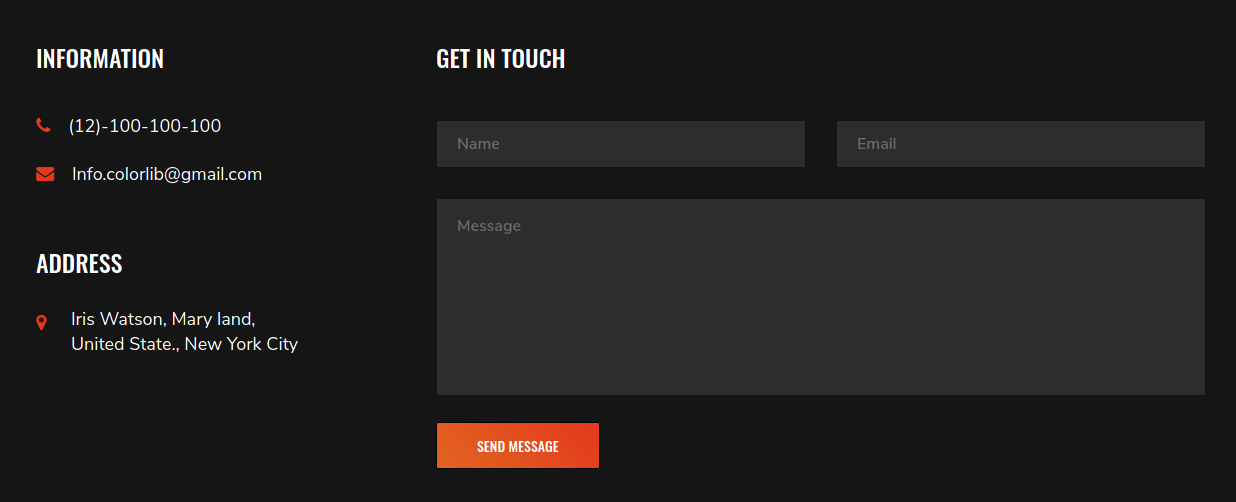 INFORMATION
(12)-100-100-100
Info.colorlib@gmail.com
ADDRESS
Iris Watson, Mary land,
United State., New York City
GET IN TOUCH
Name
Email
Message
SEND MESSAGE